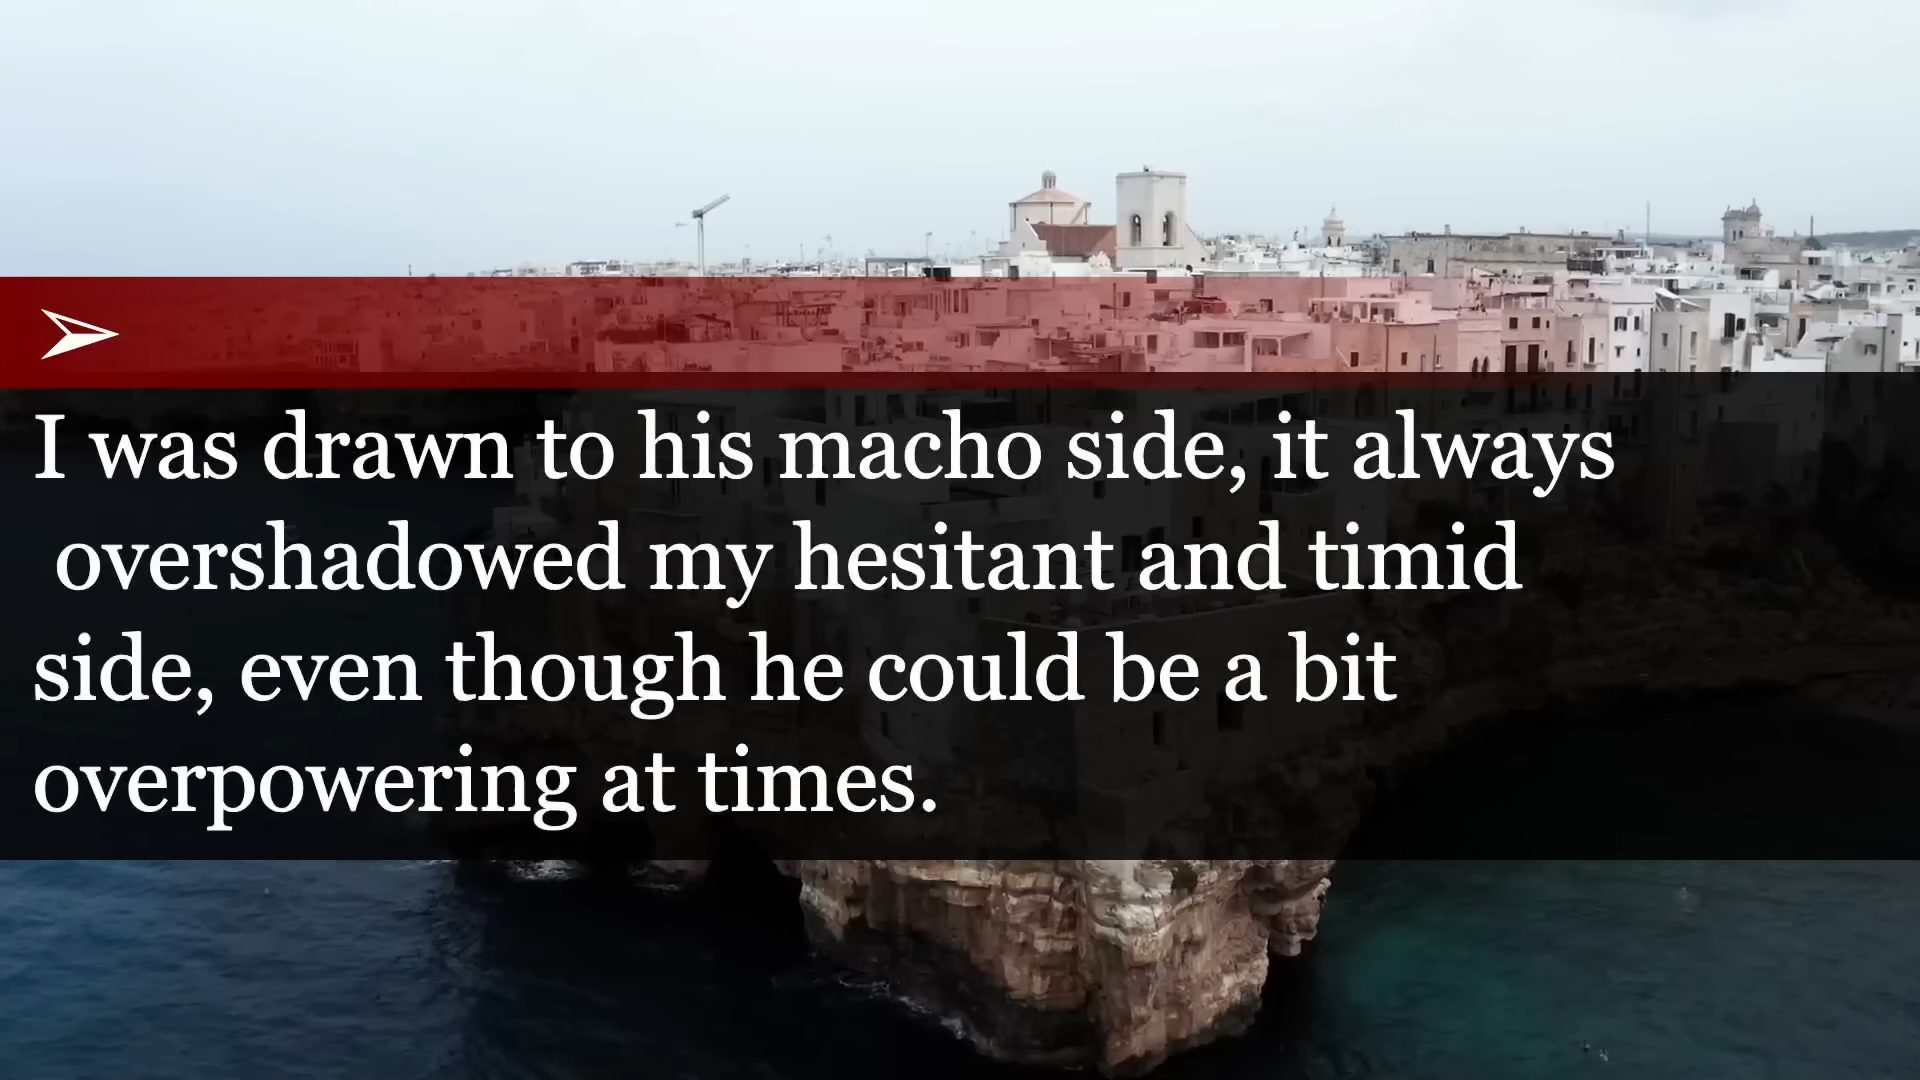 I was drawn to his macho side, it always
overshadowed my hesitant and timid
side, even though he could be a bit
overpowering at times.